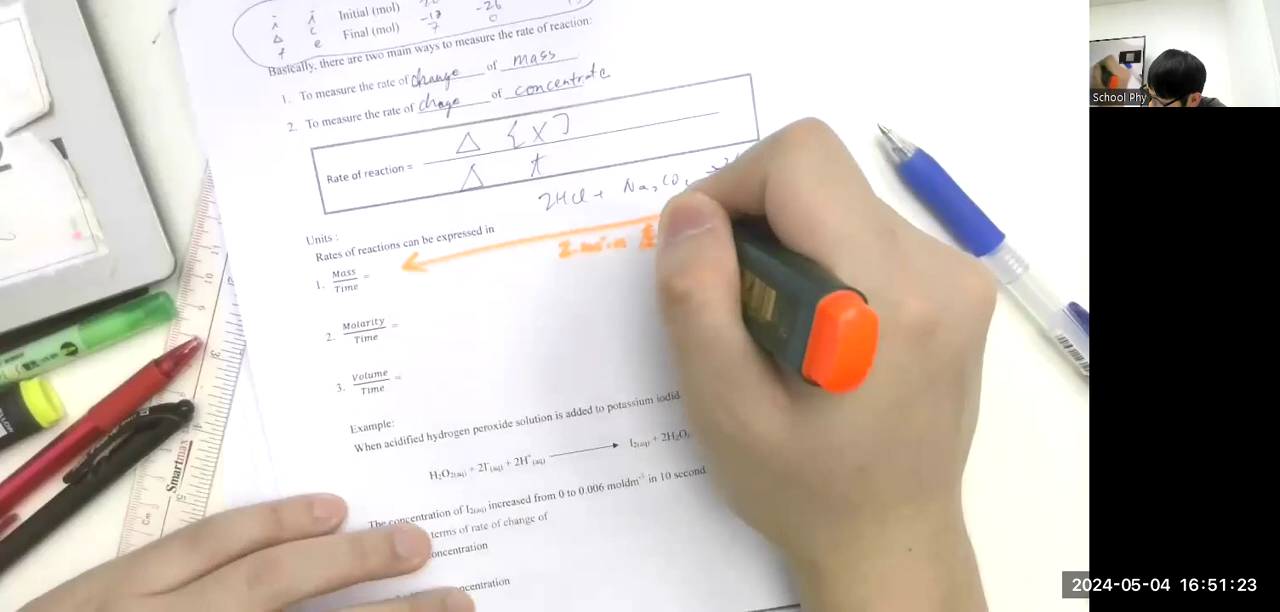 Initial (mol)
-13 -26
Final (mol) 7 0
Basically, there are two main ways to measure the rate of reaction:
1. To measure the rate of change of mass
2. To measure the rate of chage of concentrate
Rate of reaction = Δ [X]
Δ t
2HCl + Na₂CO₃
Units :
Rates of reactions can be expressed in
1. Mass
Time =
2. Molarity
Time =
3. Volume
Time =
Example:
When acidified hydrogen peroxide solution is added to potassium
H₂O₂(aq) + 2I⁻(aq) + 2H⁺(aq) → I₂(aq) + 2H₂O
The concentration of I₂(aq) increased from 0 to 0.006 moldm⁻³ in 10 second
terms of rate of change of
concentration
concentration
Smartmax
cm
School Phy
2024-05-04 16:51:23